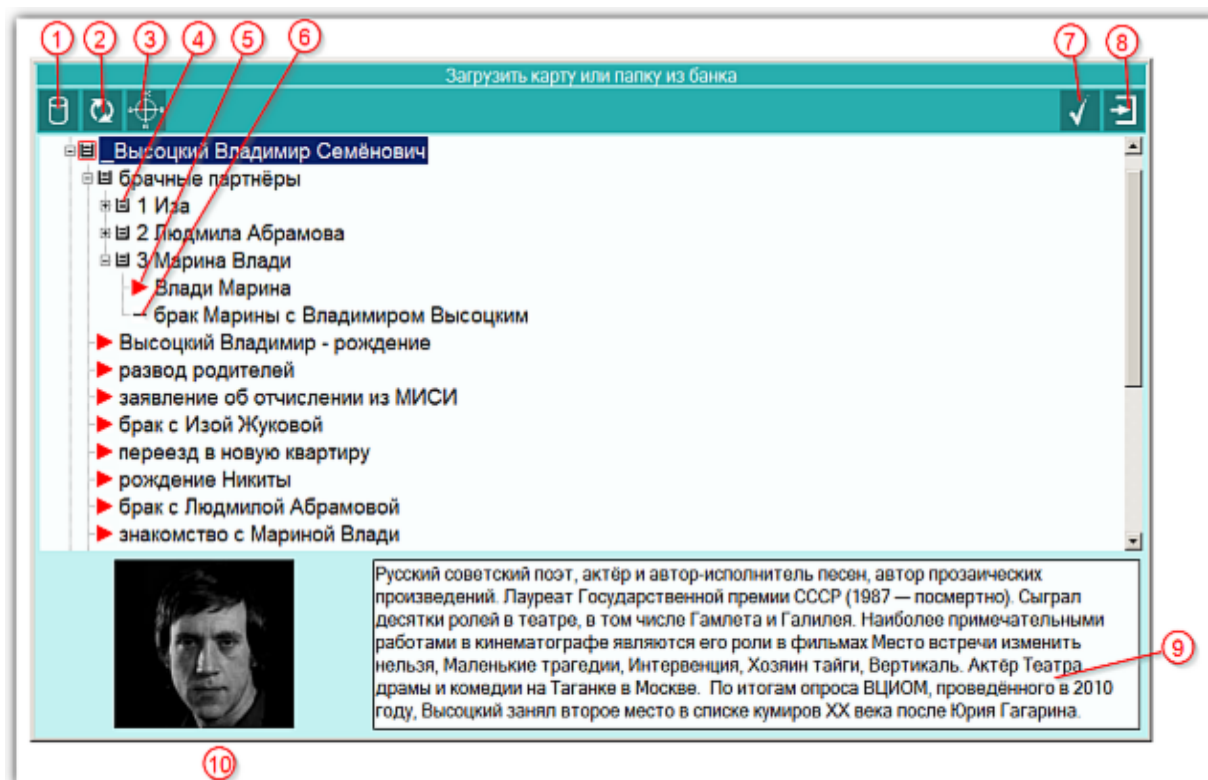 1 2 3 4 5 6 7 8
Загрузить карту или папку из банка
_Высоцкий Владимир Семёнович
брачные партнёры
1 Иза
2 Людмила Абрамова
3 Марина Влади
Влади Марина
брак Марины с Владимиром Высоцким
Высоцкий Владимир - рождение
развод родителей
заявление об отчислении из МИСИ
брак с Изой Жуковой
переезд в новую квартиру
рождение Никиты
брак с Людмилой Абрамовой
знакомство с Мариной Влади
Русский советский поэт, актёр и автор-исполнитель песен, автор прозаических
произведений. Лауреат Государственной премии СССР (1987 — посмертно). Сыграл
десятки ролей в театре, в том числе Гамлета и Галилея. Наиболее примечательными
работами в кинематографе являются его роли в фильмах Место встречи изменить
нельзя, Маленькие трагедии, Интервенция, Хозяин тайги, Вертикаль. Актёр Театра
драмы и комедии на Таганке в Москве. По итогам опроса ВЦИОМ, проведённого в 2010
году, Высоцкий занял второе место в списке кумиров XX века после Юрия Гагарина.
9
10